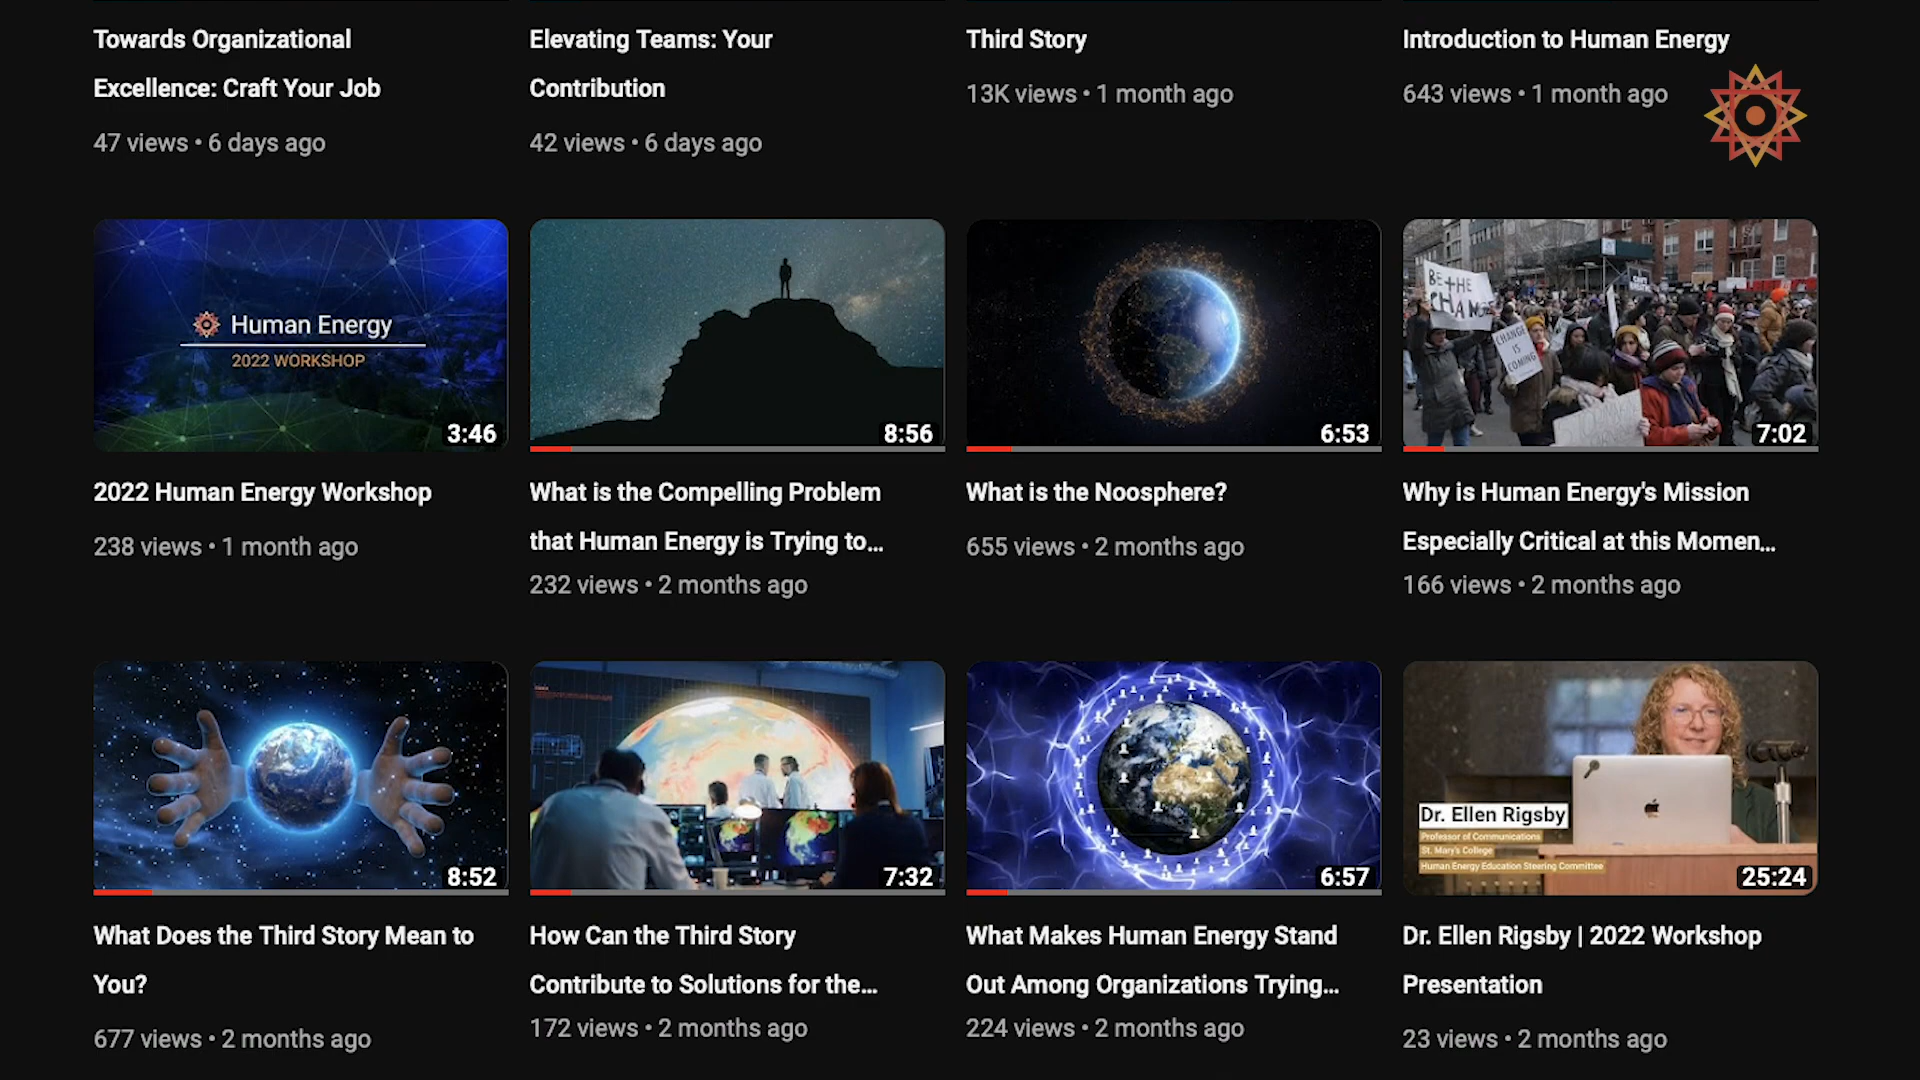 Towards Organizational
Excellence: Craft Your Job
47 views • 6 days ago
Elevating Teams: Your
Contribution
42 views • 6 days ago
Third Story
13K views • 1 month ago
Introduction to Human Energy
643 views • 1 month ago
Human Energy
2022 WORKSHOP
3:46
2022 Human Energy Workshop
238 views • 1 month ago
8:56
What is the Compelling Problem
that Human Energy is Trying to...
232 views • 2 months ago
6:53
What is the Noosphere?
655 views • 2 months ago
BE THE
CHANGE
CHANGE
IS
COMING
7:02
Why is Human Energy's Mission
Especially Critical at this Momen...
166 views • 2 months ago
8:52
What Does the Third Story Mean to
You?
677 views • 2 months ago
7:32
How Can the Third Story
Contribute to Solutions for the...
172 views • 2 months ago
6:57
What Makes Human Energy Stand
Out Among Organizations Trying...
224 views • 2 months ago
Dr. Ellen Rigsby
Professor of Communications
St. Mary's College
Human Energy Education Steering Committee
25:24
Dr. Ellen Rigsby | 2022 Workshop
Presentation
23 views • 2 months ago